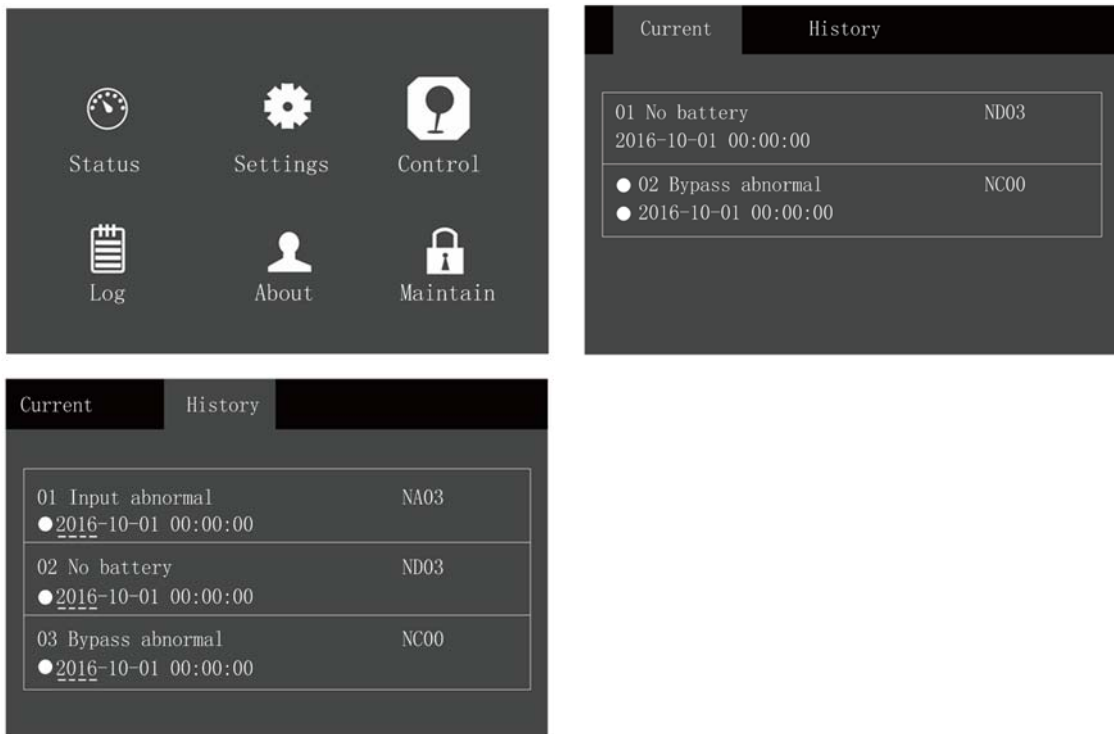 Status Settings Control
Log About Maintain
Current History
01 No battery ND03
2016-10-01 00:00:00
02 Bypass abnormal NC00
2016-10-01 00:00:00
Current History
01 Input abnormal NA03
2016-10-01 00:00:00
02 No battery ND03
2016-10-01 00:00:00
03 Bypass abnormal NC00
2016-10-01 00:00:00